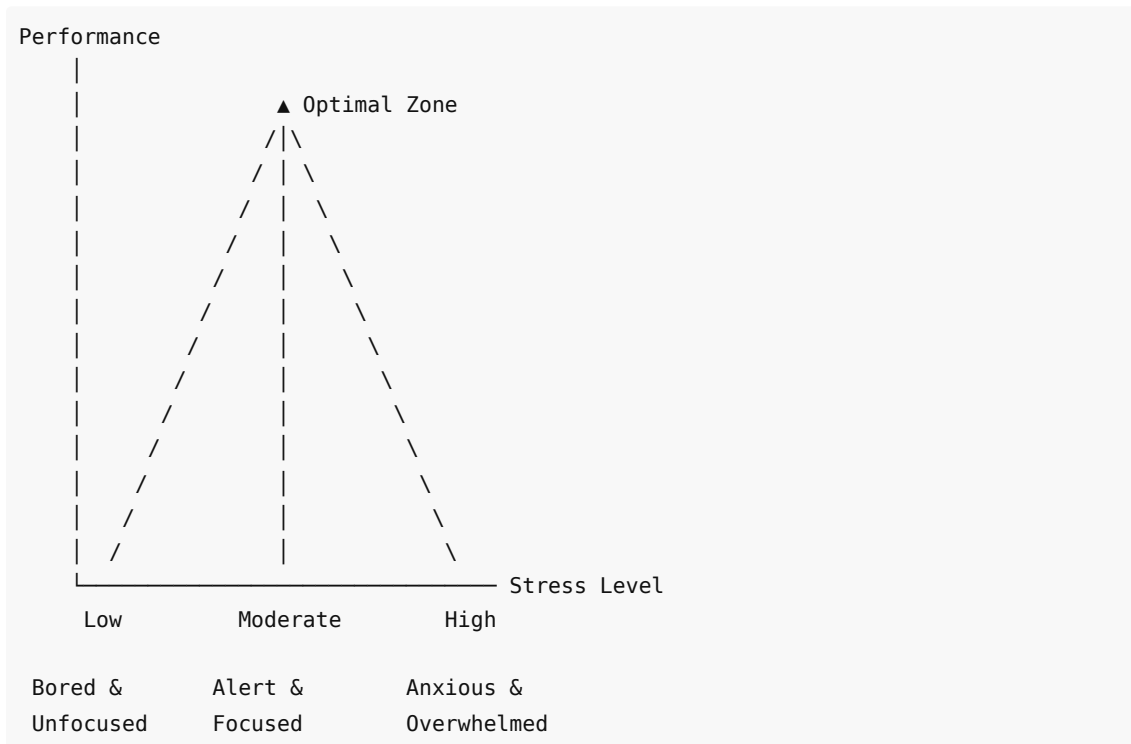 Performance
▲ Optimal Zone
Stress Level
Low Moderate High
Bored & Alert & Anxious &
Unfocused Focused Overwhelmed